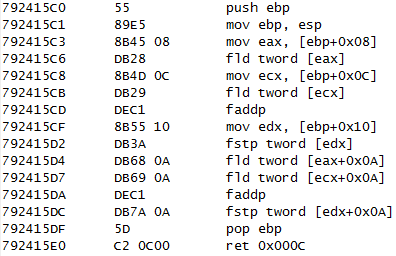 792415C0 55 push ebp
792415C1 89E5 mov ebp, esp
792415C3 8B45 08 mov eax, [ebp+0x08]
792415C6 DB28 fld tword [eax]
792415C8 8B4D 0C mov ecx, [ebp+0x0C]
792415CB DB29 fld tword [ecx]
792415CD DEC1 faddp
792415CF 8B55 10 mov edx, [ebp+0x10]
792415D2 DB3A fstp tword [edx]
792415D4 DB68 0A fld tword [eax+0x0A]
792415D7 DB69 0A fld tword [ecx+0x0A]
792415DA DEC1 faddp
792415DC DB7A 0A fstp tword [edx+0x0A]
792415DF 5D pop ebp
792415E0 C2 0C00 ret 0x000C